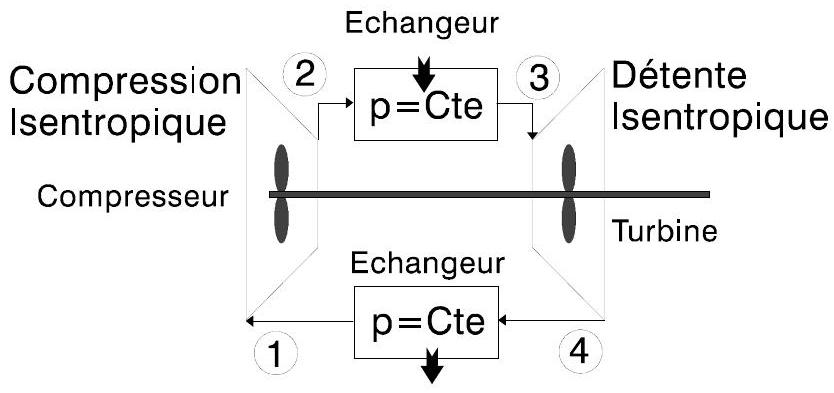 Echangeur
Compression
Isentropique
2
p=Cte
3
Détente
Isentropique
Compresseur
Turbine
Echangeur
p=Cte
1
4